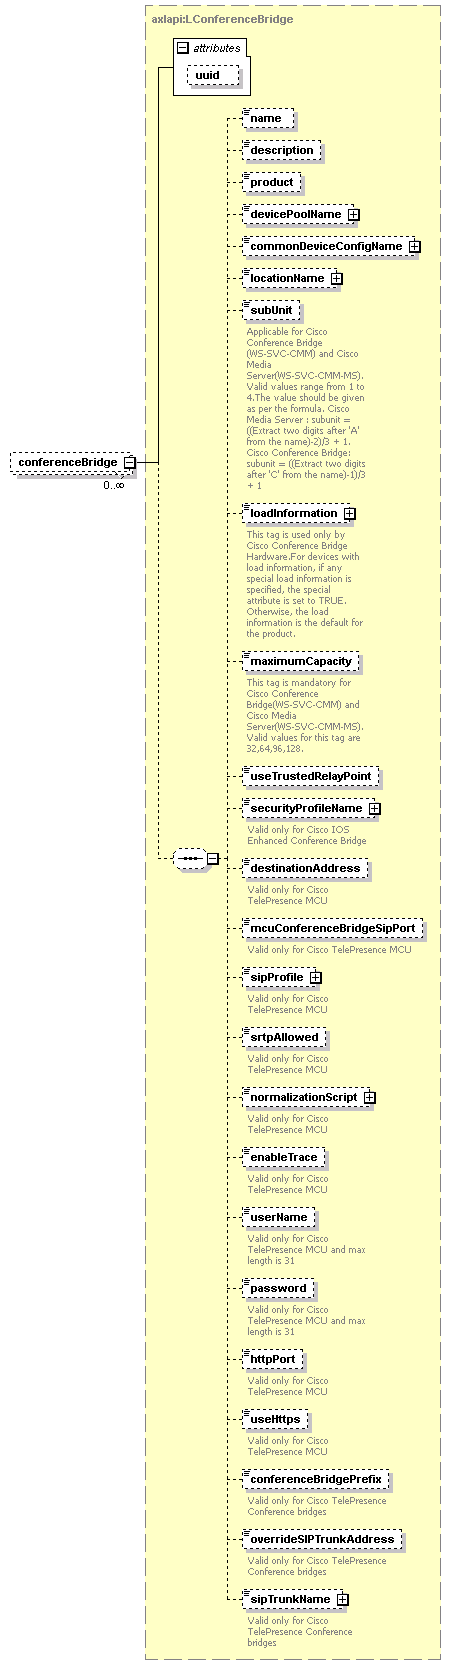 axlapi:LConferenceBridge
attributes
uuid
name
description
product
devicePoolName
commonDeviceConfigName
locationName
subUnit
Applicable for Cisco
Conference Bridge
(WS-SVC-CMM) and Cisco
Media
Server(WS-SVC-CMM-MS).
Valid values range from 1 to
4.The value should be given
as per the formula. Cisco
Media Server : subunit =
((Extract two digits after 'A'
from the name)-2)/3 + 1.
Cisco Conference Bridge:
subunit = ((Extract two digits
after 'C' from the name)-1)/3
+ 1
conferenceBridge
0..∞
loadInformation
This tag is used only by
Cisco Conference Bridge
Hardware.For devices with
load information, if any
special load information is
specified, the special
attribute is set to TRUE.
Otherwise, the load
information is the default for
the product.
maximumCapacity
This tag is mandatory for
Cisco Conference
Bridge(WS-SVC-CMM) and
Cisco Media
Server(WS-SVC-CMM-MS).
Valid values for this tag are
32,64,96,128.
useTrustedRelayPoint
securityProfileName
Valid only for Cisco IOS
Enhanced Conference Bridge
destinationAddress
Valid only for Cisco
TelePresence MCU
mcuConferenceBridgeSipPort
Valid only for Cisco TelePresence MCU
sipProfile
Valid only for Cisco
TelePresence MCU
srtpAllowed
Valid only for Cisco
TelePresence MCU
normalizationScript
Valid only for Cisco
TelePresence MCU
enableTrace
Valid only for Cisco
TelePresence MCU
userName
Valid only for Cisco
TelePresence MCU and max
length is 31
password
Valid only for Cisco
TelePresence MCU and max
length is 31
httpPort
Valid only for Cisco
TelePresence MCU
useHttps
Valid only for Cisco
TelePresence MCU
conferenceBridgePrefix
Valid only for Cisco TelePresence
Conference bridges
overrideSIPTrunkAddress
Valid only for Cisco TelePresence
Conference bridges
sipTrunkName
Valid only for Cisco
TelePresence Conference
bridges